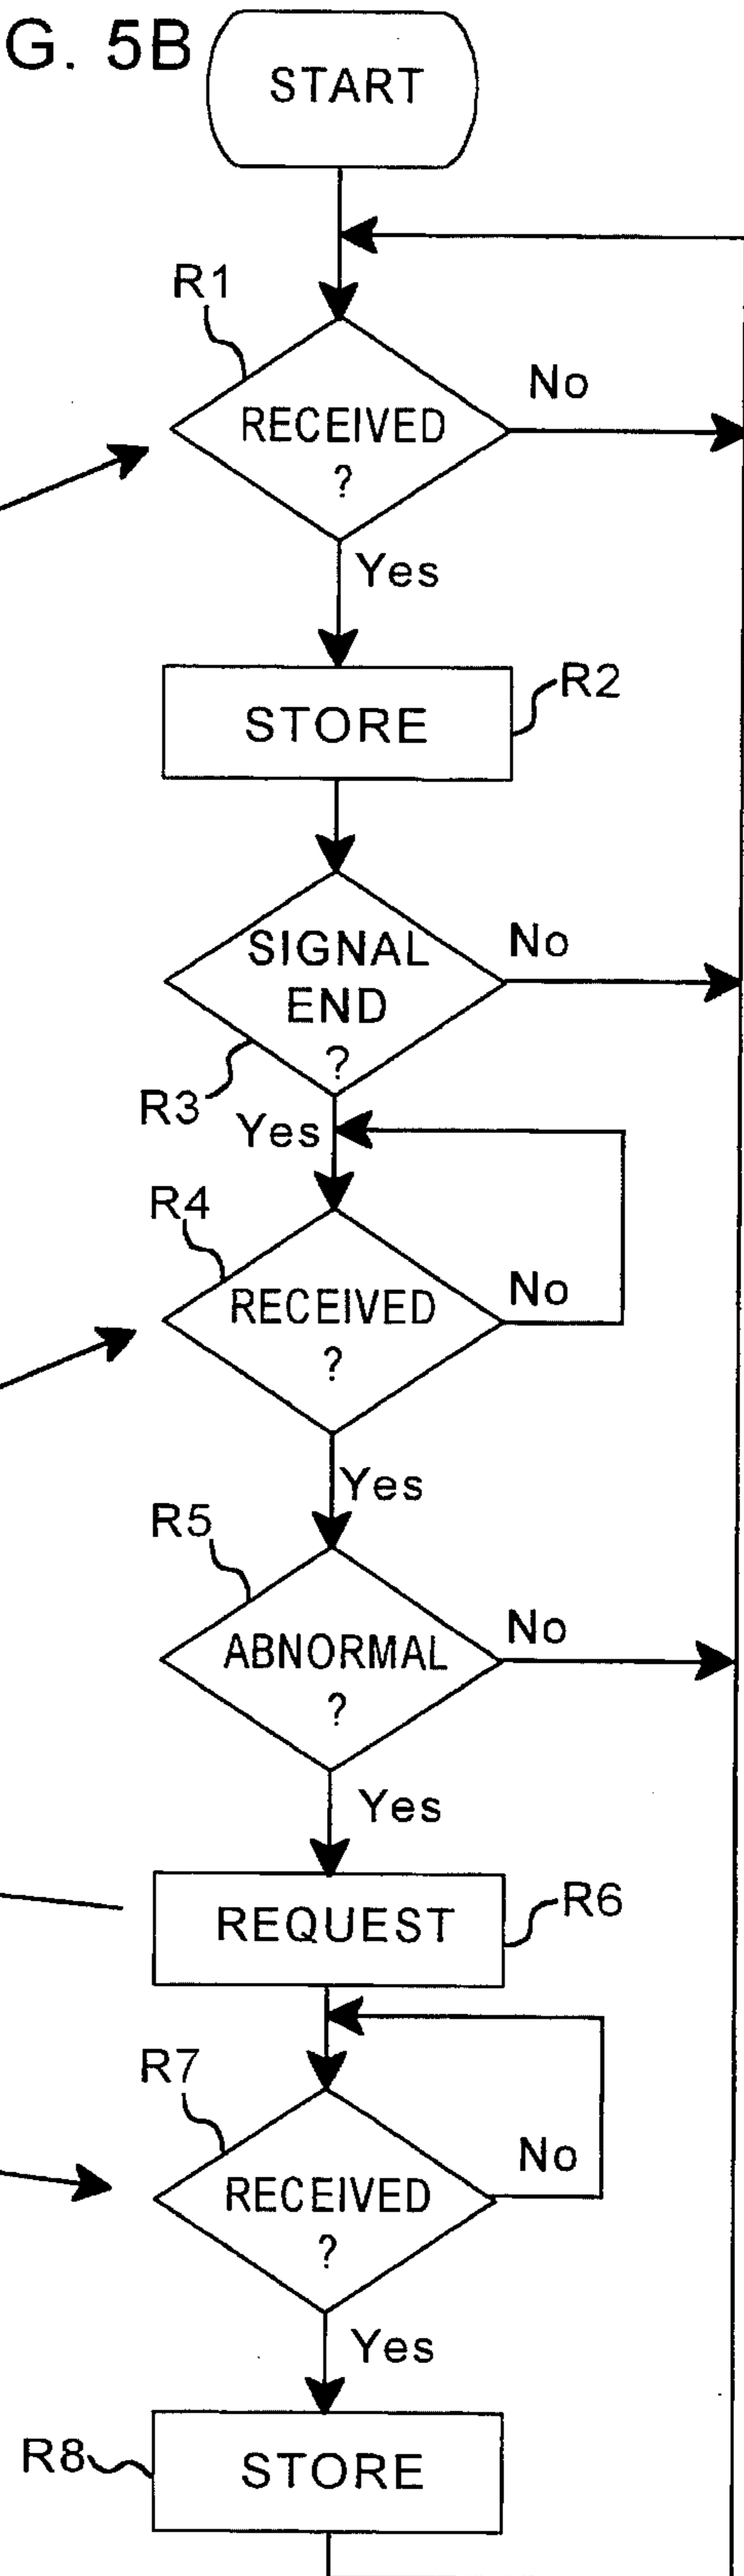 G. 5B
START
R1
RECEIVED
?
No
Yes
STORE
R2
SIGNAL
END
?
No
R3
Yes
R4
RECEIVED
?
No
Yes
R5
ABNORMAL
?
No
Yes
REQUEST
R6
R7
RECEIVED
?
No
Yes
R8
STORE